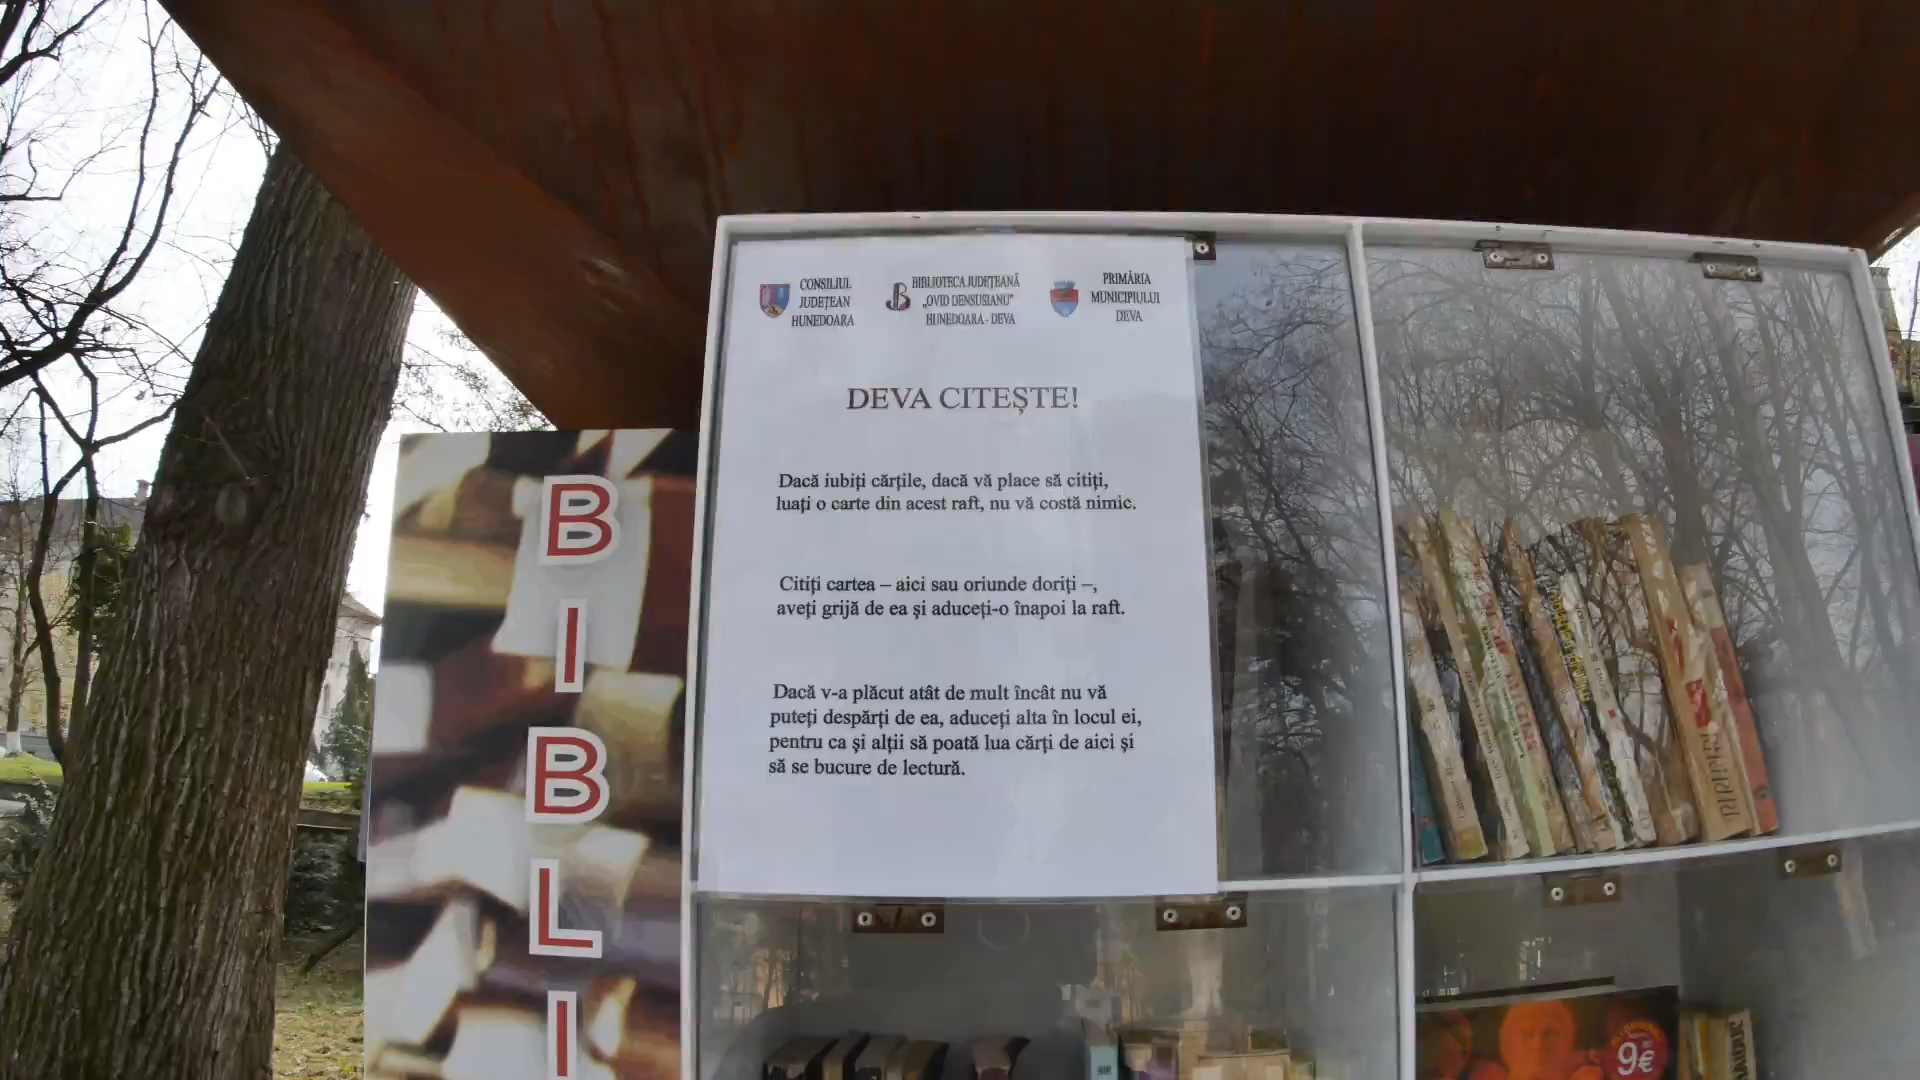 CONSILIUL
JUDEȚEAN
HUNEDOARA
BIBLIOTECA JUDEȚEANĂ
„OVID DENSUSIANU”
HUNEDOARA - DEVA
PRIMĂRIA
MUNICIPIULUI
DEVA
DEVA CITEȘTE!
Dacă iubiți cărțile, dacă vă place să citiți,
luați o carte din acest raft, nu vă costă nimic.
Citiți cartea – aici sau oriunde doriți –,
aveți grijă de ea și aduceți-o înapoi la raft.
Dacă v-a plăcut atât de mult încât nu vă
puteți despărți de ea, aduceți alta în locul ei,
pentru ca și alții să poată lua cărți de aici și
să se bucure de lectură.
B
I
B
L
I
9€